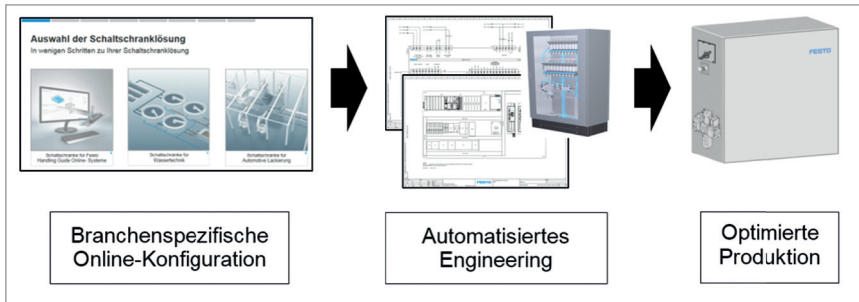 Auswahl der Schaltschranklösung
In wenigen Schritten zu Ihrer Schaltschranklösung
Schaltschränke für Festo
Handling Guide Online- Systeme
Schaltschränke für
Wassertechnik
Schaltschränke für
Automotive Lackierung
FESTO
FESTO
Branchenspezifische
Online-Konfiguration
Automatisiertes
Engineering
Optimierte
Produktion